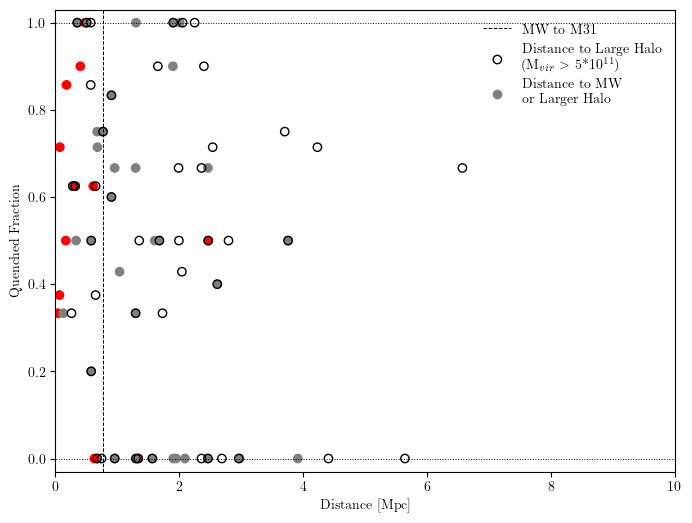 MW to M31
Distance to Large Halo
(M$_{vir}$ > 5*10$^{11}$)
Distance to MW
or Larger Halo
1.0
0.8
0.6
0.4
0.2
0.0
Quenched Fraction
0 2 4 6 8 10
Distance [Mpc]